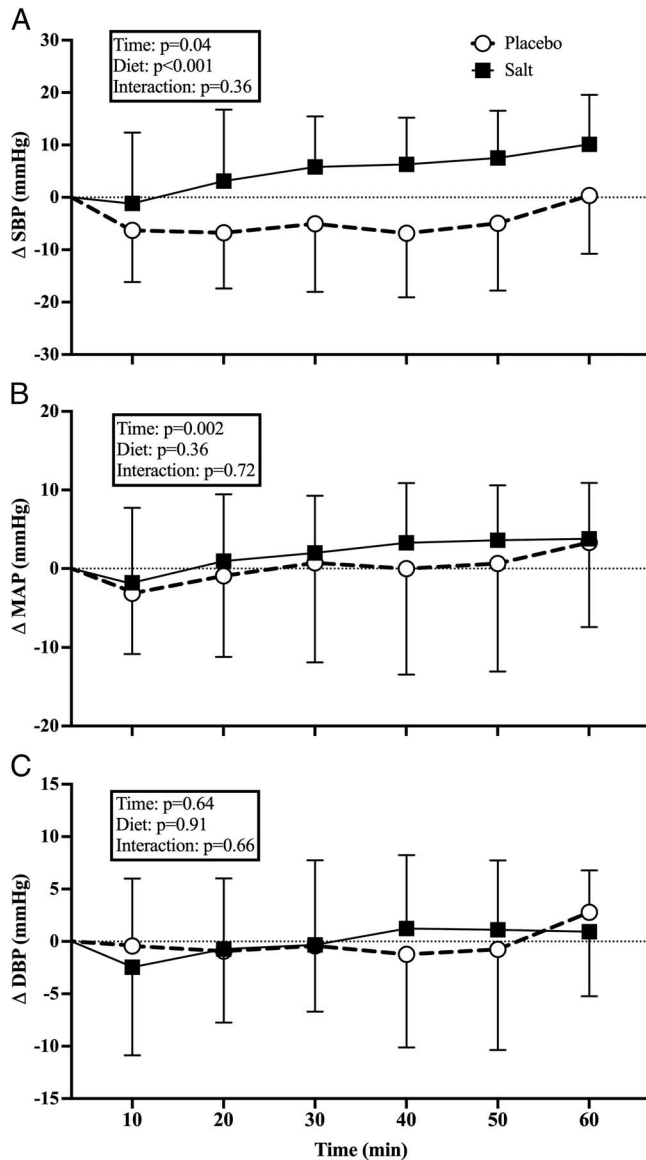 A
Time: p=0.04
Diet: p<0.001
Interaction: p=0.36
Placebo
Salt
30
20
10
0
-10
-20
-30
Δ SBP (mmHg)
B
Time: p=0.002
Diet: p=0.36
Interaction: p=0.72
20
10
0
-10
-20
Δ MAP (mmHg)
C
Time: p=0.64
Diet: p=0.91
Interaction: p=0.66
15
10
5
0
-5
-10
-15
Δ DBP (mmHg)
10 20 30 40 50 60
Time (min)